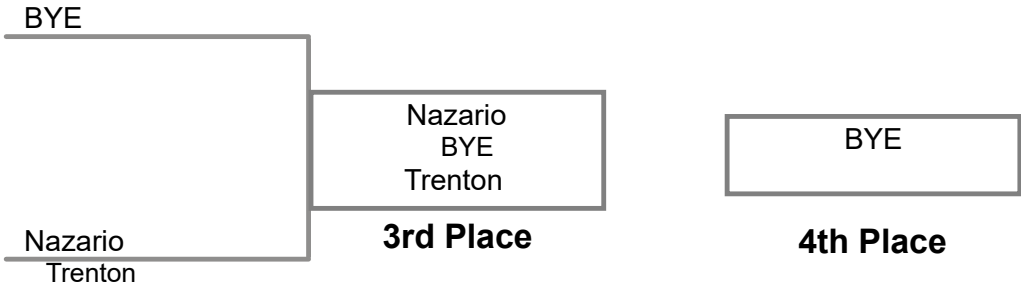 BYE
Nazario
BYE
Trenton
3rd Place
BYE
4th Place
Nazario
Trenton